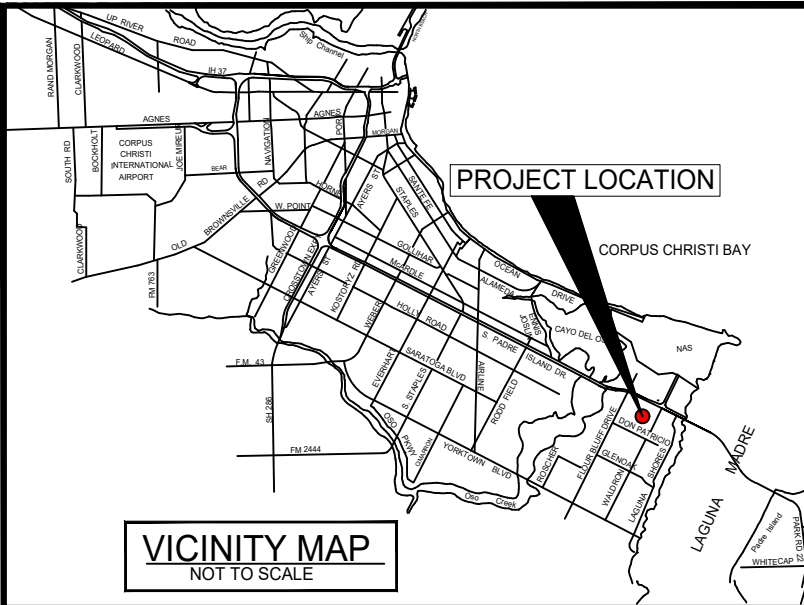 UP RIVER
ROAD
LEOPARD
Ship Channel
RAND MORGAN
CLARKWOOD
IH 37
AGNES
AGNES
PORT
MORGAN
NAVIGATION
SOUTH RD
BOCKHOLT
CORPUS
CHRISTI
INTERNATIONAL
AIRPORT
JOE MIREUR
BEAR
HORNE
AYERS ST
STAPLES
SANTE FE
PROJECT LOCATION
CORPUS CHRISTI BAY
W. POINT
OLD
BROWNSVILLE
RD
CLARKWOOD
FM 763
GREENWOOD
CROSSTOWN EXP
AYERS ST
KOSTORYZ RD
GOLLIHAR
McARDLE
WEBER
HOLLY
ROAD
OCEAN
DRIVE
ALAMEDA
ENNIS
JOSLIN
CAYO DEL OSO
NAS
S. PADRE
ISLAND DR.
F.M. 43
SARATOGA BLVD
EVERHART
S. STAPLES
AIRLINE
RODD FIELD
SH 286
FM 2444
OSO
PKWY
CIMARRON
YORKTOWN
BLVD
Oso
Creek
ROSCHER
FLOUR BLUFF DRIVE
DON PATRICIO
GLENOAK
WALDRON
LAGUNA
SHORES
LAGUNA
MADRE
Padre Island
PARK RD 22
WHITECAP
VICINITY MAP
NOT TO SCALE